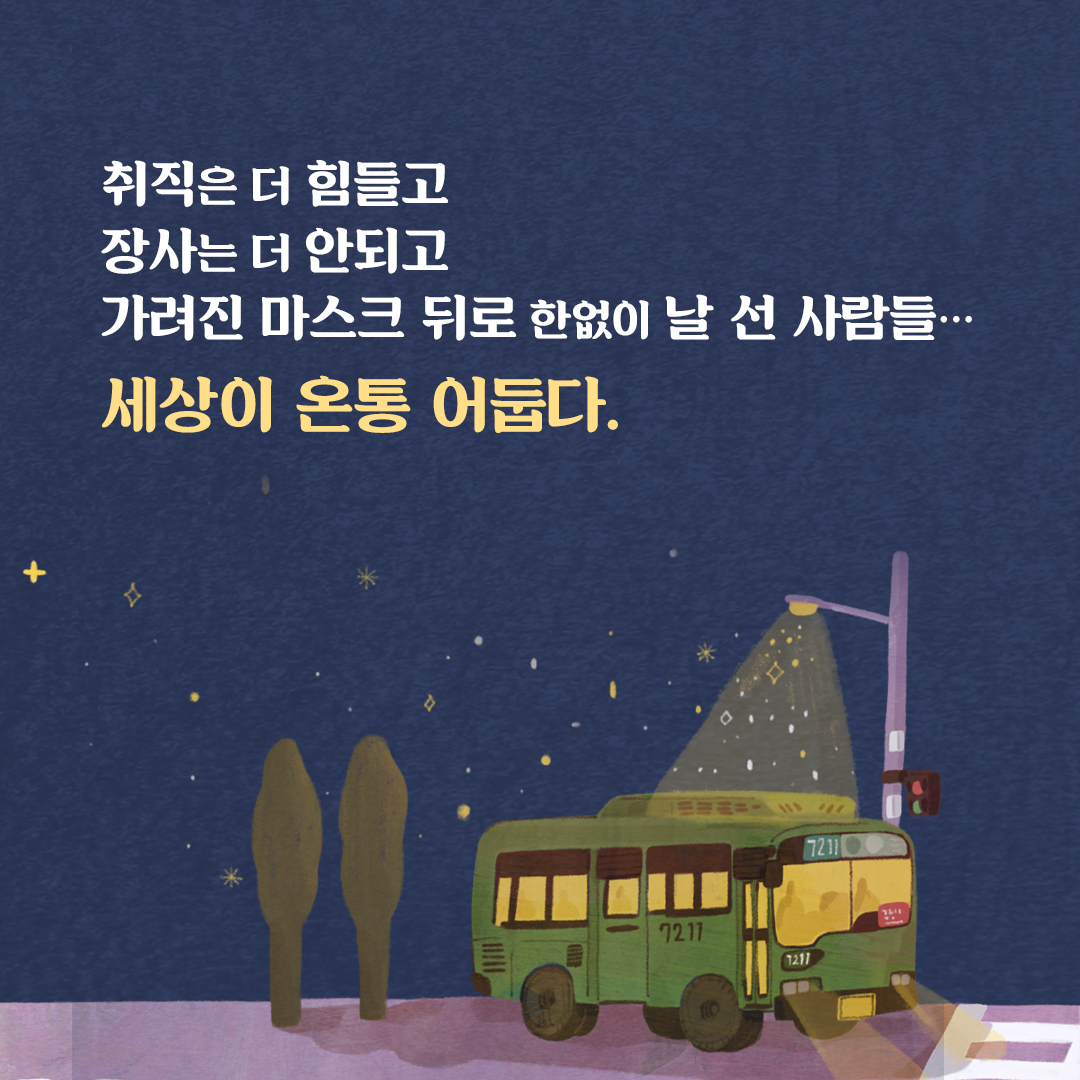 취직은 더 힘들고
장사는 더 안되고
가려진 마스크 뒤로 한없이 날 선 사람들…
세상이 온통 어둡다.
7211
7211
7211